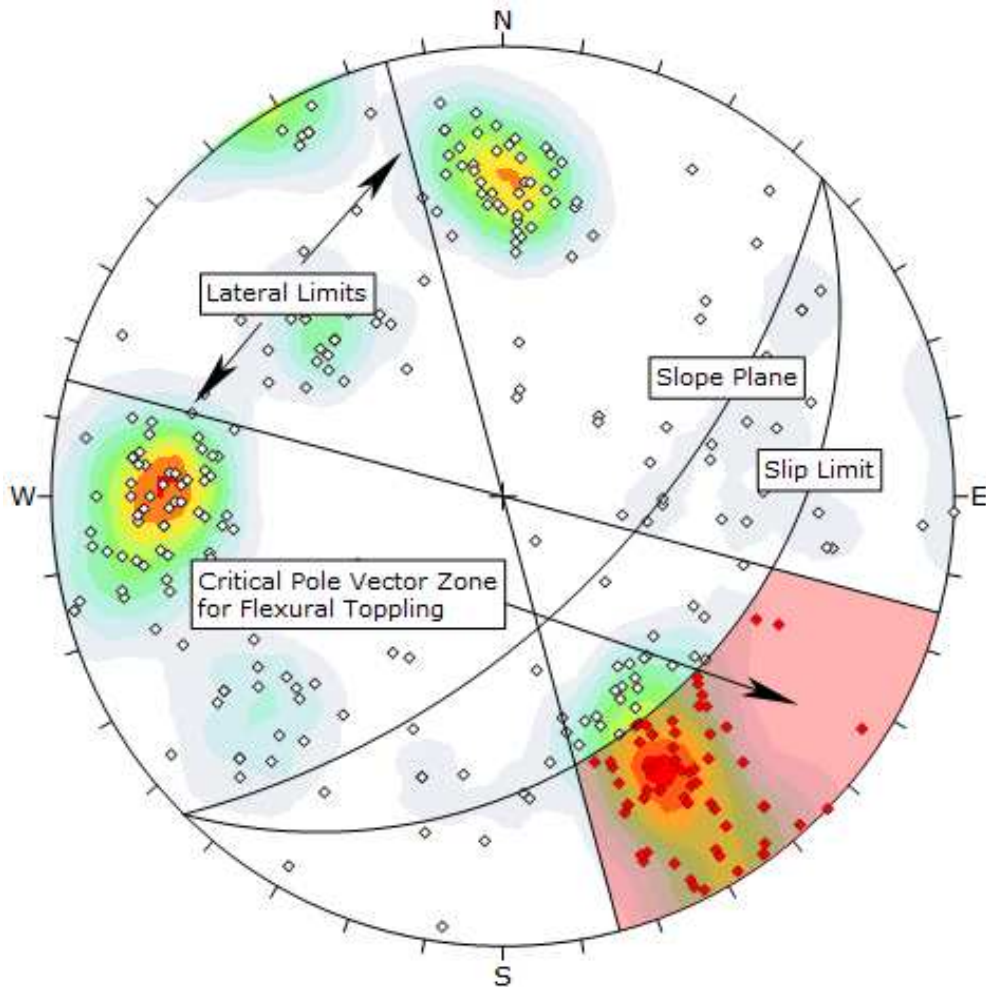 N
Lateral Limits
Slope Plane
Slip Limit
W
E
Critical Pole Vector Zone
for Flexural Toppling
S